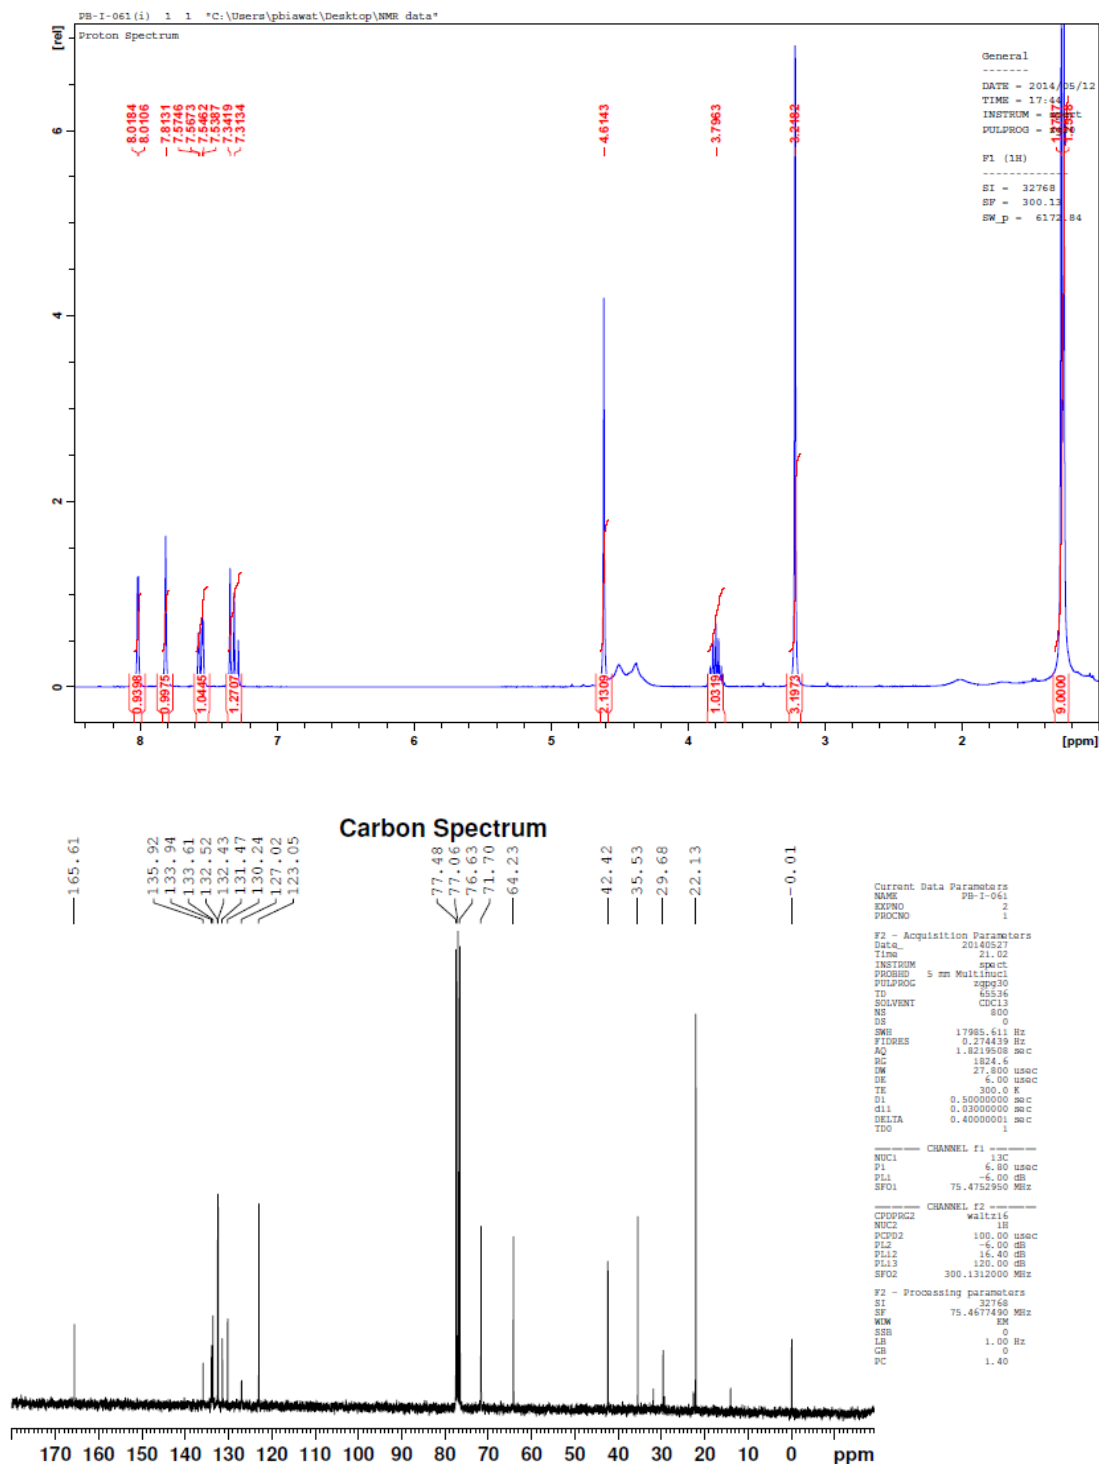 PB-I-061(i) 1 1 "C:\Users\pbiawat\Desktop\NMR data"
Proton Spectrum
[rel]
General
-------
DATE = 2014/05/12
TIME = 17:44
INSTRUM =
PULPROG =
F1 (1H)
------------
SI = 32768
SF = 300.13
SW_p = 6172.84
8.0184
8.0106
7.8131
7.5746
7.5673
7.5462
7.5387
7.3419
7.3134
4.6143
3.7963
3.2182
6
4
2
0
0.9398
0.9975
1.0445
1.2707
2.1309
1.0319
3.1973
9.0000
8 7 6 5 4 3 2 [ppm]
Carbon Spectrum
165.61
135.92
133.94
133.61
132.52
132.43
131.47
130.24
127.02
123.05
77.48
77.06
76.63
71.70
64.23
42.42
35.53
29.68
22.13
-0.01
Current Data Parameters
NAME PB-I-061
EXPNO 2
PROCNO 1
F2 - Acquisition Parameters
Date_ 20140527
Time 21.02
INSTRUM spect
PROBHD 5 mm Multinucl
PULPROG zgpg30
TD 65536
SOLVENT CDCl3
NS 800
DS 0
SWH 17985.611 Hz
FIDRES 0.274439 Hz
AQ 1.8219508 sec
RG 1824.6
DW 27.800 usec
DE 6.00 usec
TE 300.0 K
D1 0.50000000 sec
d11 0.03000000 sec
DELTA 0.40000001 sec
TD0 1
======== CHANNEL f1 ========
NUC1 13C
P1 6.80 usec
PL1 -6.00 dB
SFO1 75.4752950 MHz
======== CHANNEL f2 ========
CPDPRG2 waltz16
NUC2 1H
PCPD2 100.00 usec
PL2 -6.00 dB
PL12 16.40 dB
PL13 120.00 dB
SFO2 300.1312000 MHz
F2 - Processing parameters
SI 32768
SF 75.4677490 MHz
WDW EM
SSB 0
LB 1.00 Hz
GB 0
PC 1.40
170 160 150 140 130 120 110 100 90 80 70 60 50 40 30 20 10 0 ppm